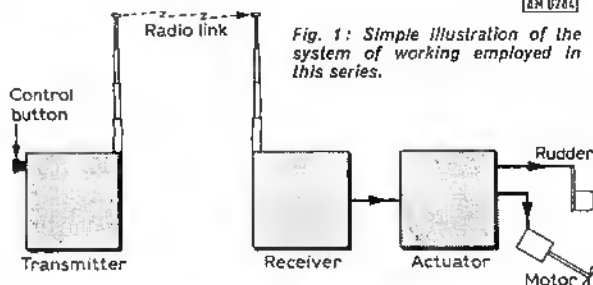 Radio link
Fig. 1: Simple illustration of the
system of working employed in
this series.
Control
button
Rudder
Transmitter
Receiver
Actuator
Motor